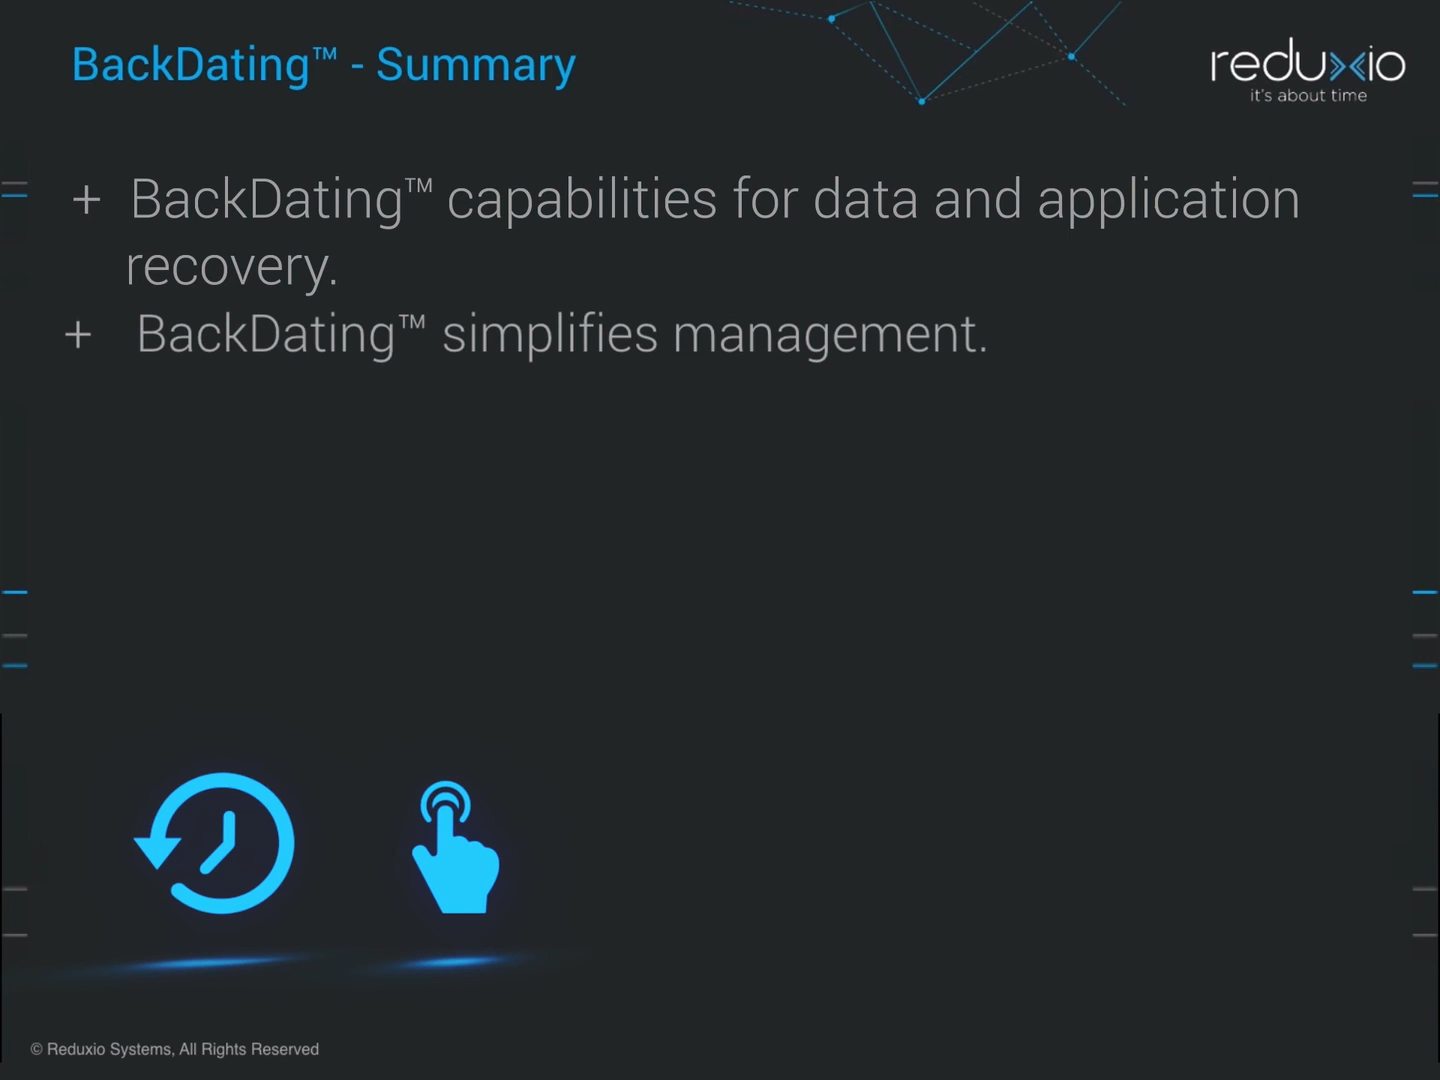 BackDating™ - Summary
reduxio
it's about time
+ BackDating™ capabilities for data and application
recovery.
+ BackDating™ simplifies management.
© Reduxio Systems, All Rights Reserved